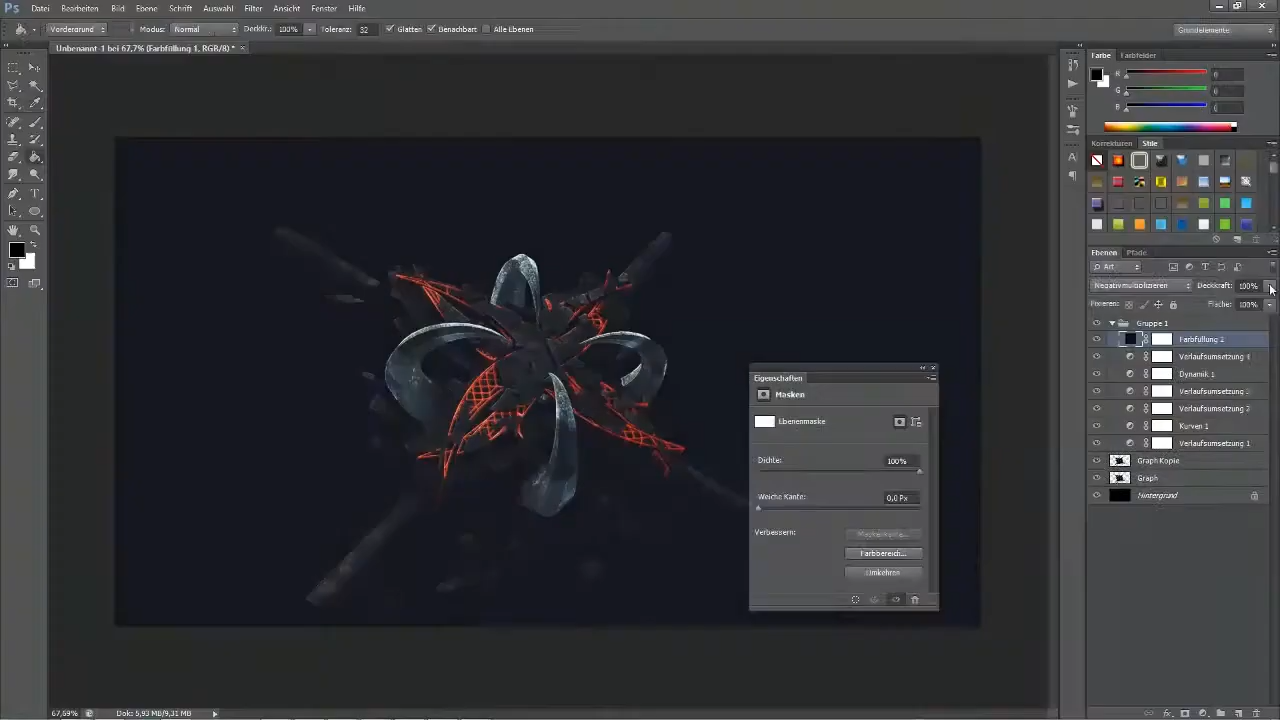 Ps Datei Bearbeiten Bild Ebene Schrift Auswahl Filter Ansicht Fenster Hilfe
Vordergrund Modus: Normal Deckkr.: 100% Toleranz: 32 Glätten Benachbart Alle Ebenen Grundelemente
Unbenannt-1 bei 67,7% (Farbfüllung 1, RGB/8) *
Farbe Farbfelder
R 0
G 0
B
Korrekturen Stile
Ebenen Pfade
Art
Negativ multiplizieren Deckkraft: 100%
Fixieren: Fläche: 100%
Gruppe 1
Farbfüllung 2
Verlaufsumsetzung 4
Dynamik 1
Verlaufsumsetzung 3
Verlaufsumsetzung 2
Kurven 1
Verlaufsumsetzung 1
Graph Kopie
Graph
Hintergrund
Eigenschaften
Masken
Ebenenmaske
Dichte: 100%
Weiche Kante: 0,0 Px
Verbessern: Maskenkante...
Farbbereich...
Umkehren
67,69% Dok: 5,93 MB/9,31 MB